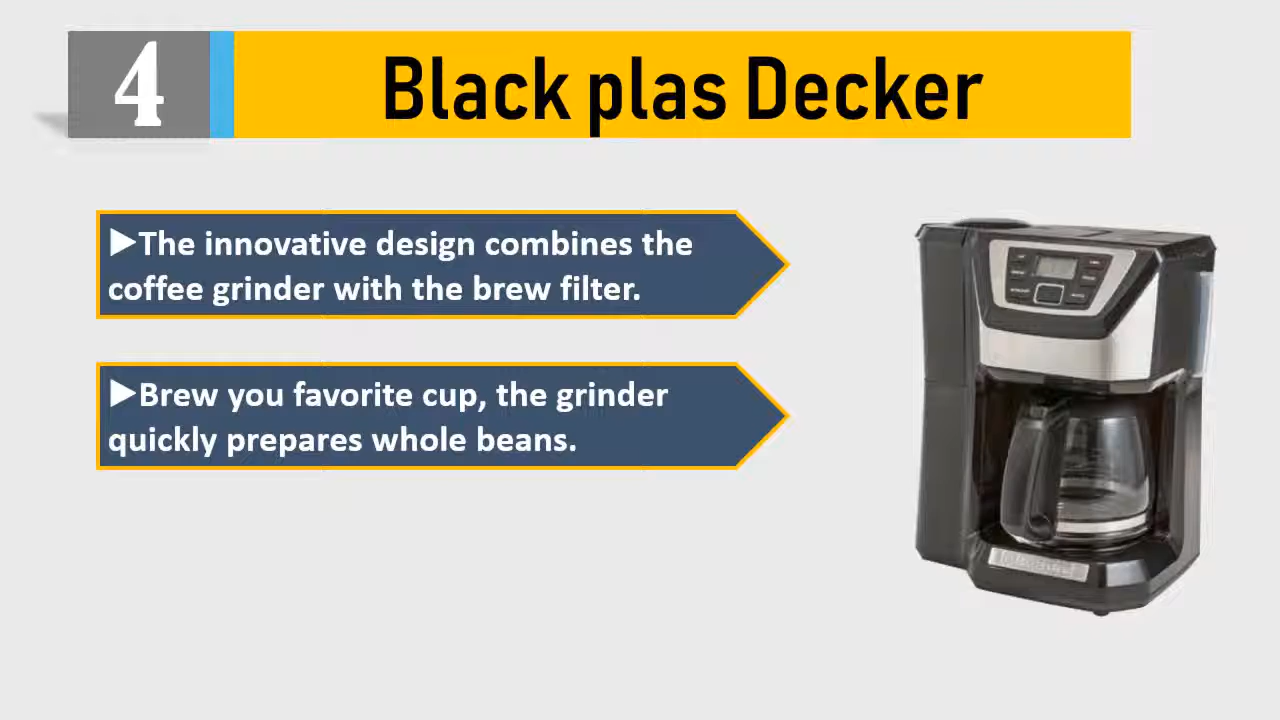 4
Black plas Decker
▶The innovative design combines the
coffee grinder with the brew filter.
▶Brew you favorite cup, the grinder
quickly prepares whole beans.